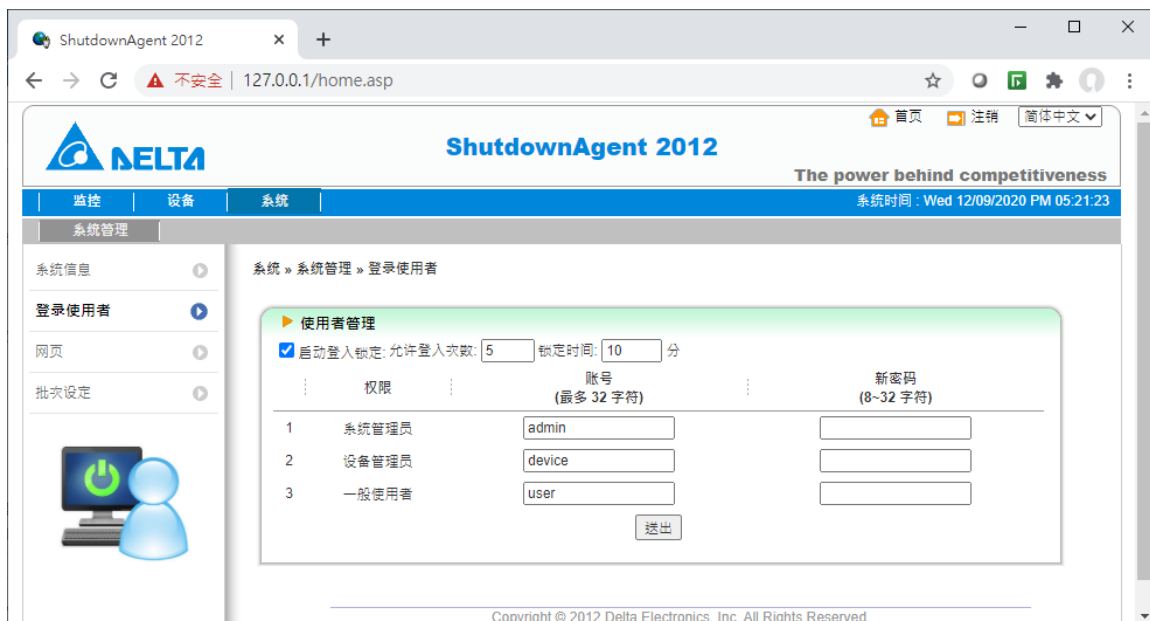 ShutdownAgent 2012
不安全 | 127.0.0.1/home.asp
首页 注销 简体中文
DELTA
ShutdownAgent 2012
The power behind competitiveness
监控 设备 系统 系统时间 : Wed 12/09/2020 PM 05:21:23
系统管理
系统信息
登录使用者
网页
批次设定
系统 » 系统管理 » 登录使用者
使用者管理
启动登入锁定: 允许登入次数: 5 锁定时间: 10 分
权限 账号 新密码
(最多 32 字符) (8~32 字符)
1 系统管理员 admin
2 设备管理员 device
3 一般使用者 user
送出
Copyright © 2012 Delta Electronics, Inc. All Rights Reserved.